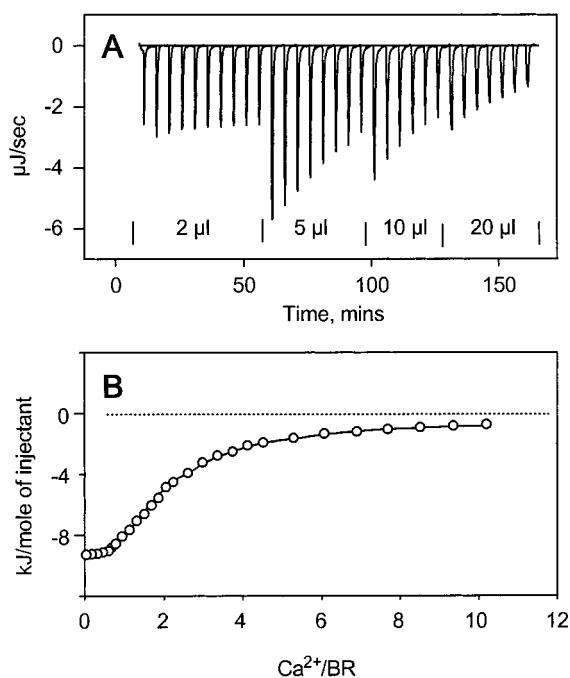 A
0
-2
-4
-6
µJ/sec
2 µl 5 µl 10 µl 20 µl
0 50 100 150
Time, mins
B
0
-4
-8
kJ/mole of injectant
0 2 4 6 8 10 12
Ca²⁺/BR